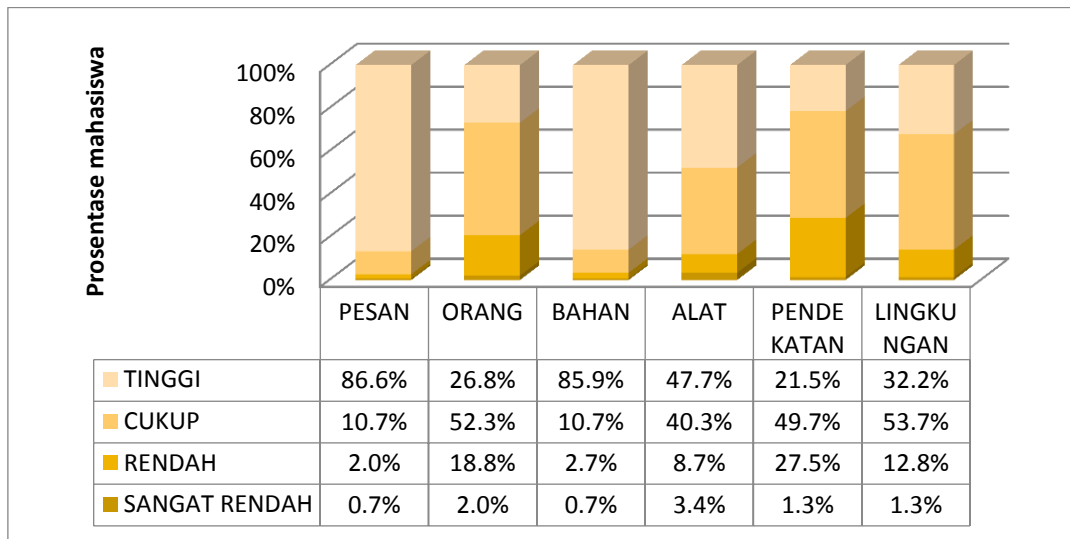 Prosentase mahasiswa
100%
80%
60%
40%
20%
0%
PESAN ORANG BAHAN ALAT PENDE LINGKU
KATAN NGAN
TINGGI 86.6% 26.8% 85.9% 47.7% 21.5% 32.2%
CUKUP 10.7% 52.3% 10.7% 40.3% 49.7% 53.7%
RENDAH 2.0% 18.8% 2.7% 8.7% 27.5% 12.8%
SANGAT RENDAH 0.7% 2.0% 0.7% 3.4% 1.3% 1.3%